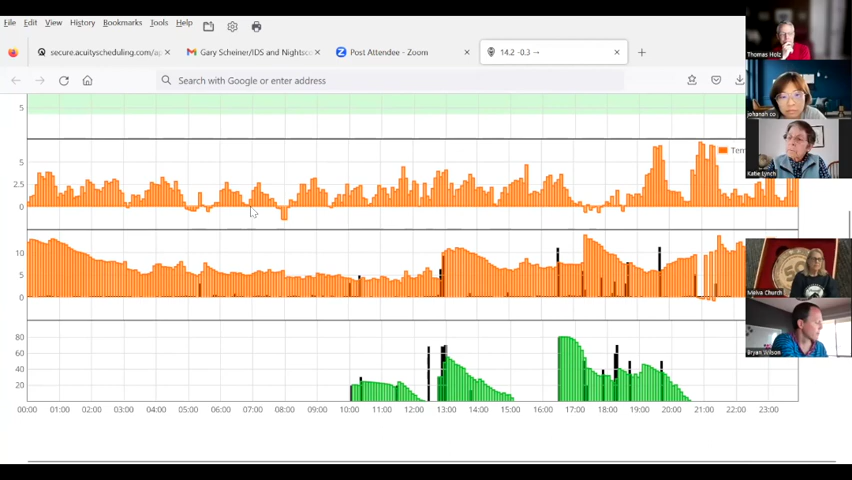 File Edit View History Bookmarks Tools Help
secure.acuityscheduling.com/ap × Gary Scheiner/IDS and Nightsco × Post Attendee - Zoom × 14.2 -0.3 → × +
Search with Google or enter address
5
5
2.5
0
Tem
10
5
0
80
60
40
20
00:00 01:00 02:00 03:00 04:00 05:00 06:00 07:00 08:00 09:00 10:00 11:00 12:00 13:00 14:00 15:00 16:00 17:00 18:00 19:00 20:00 21:00 22:00 23:00
Thomas Holz
johanah co
Katie Lynch
Melva Church
Bryan Wilson